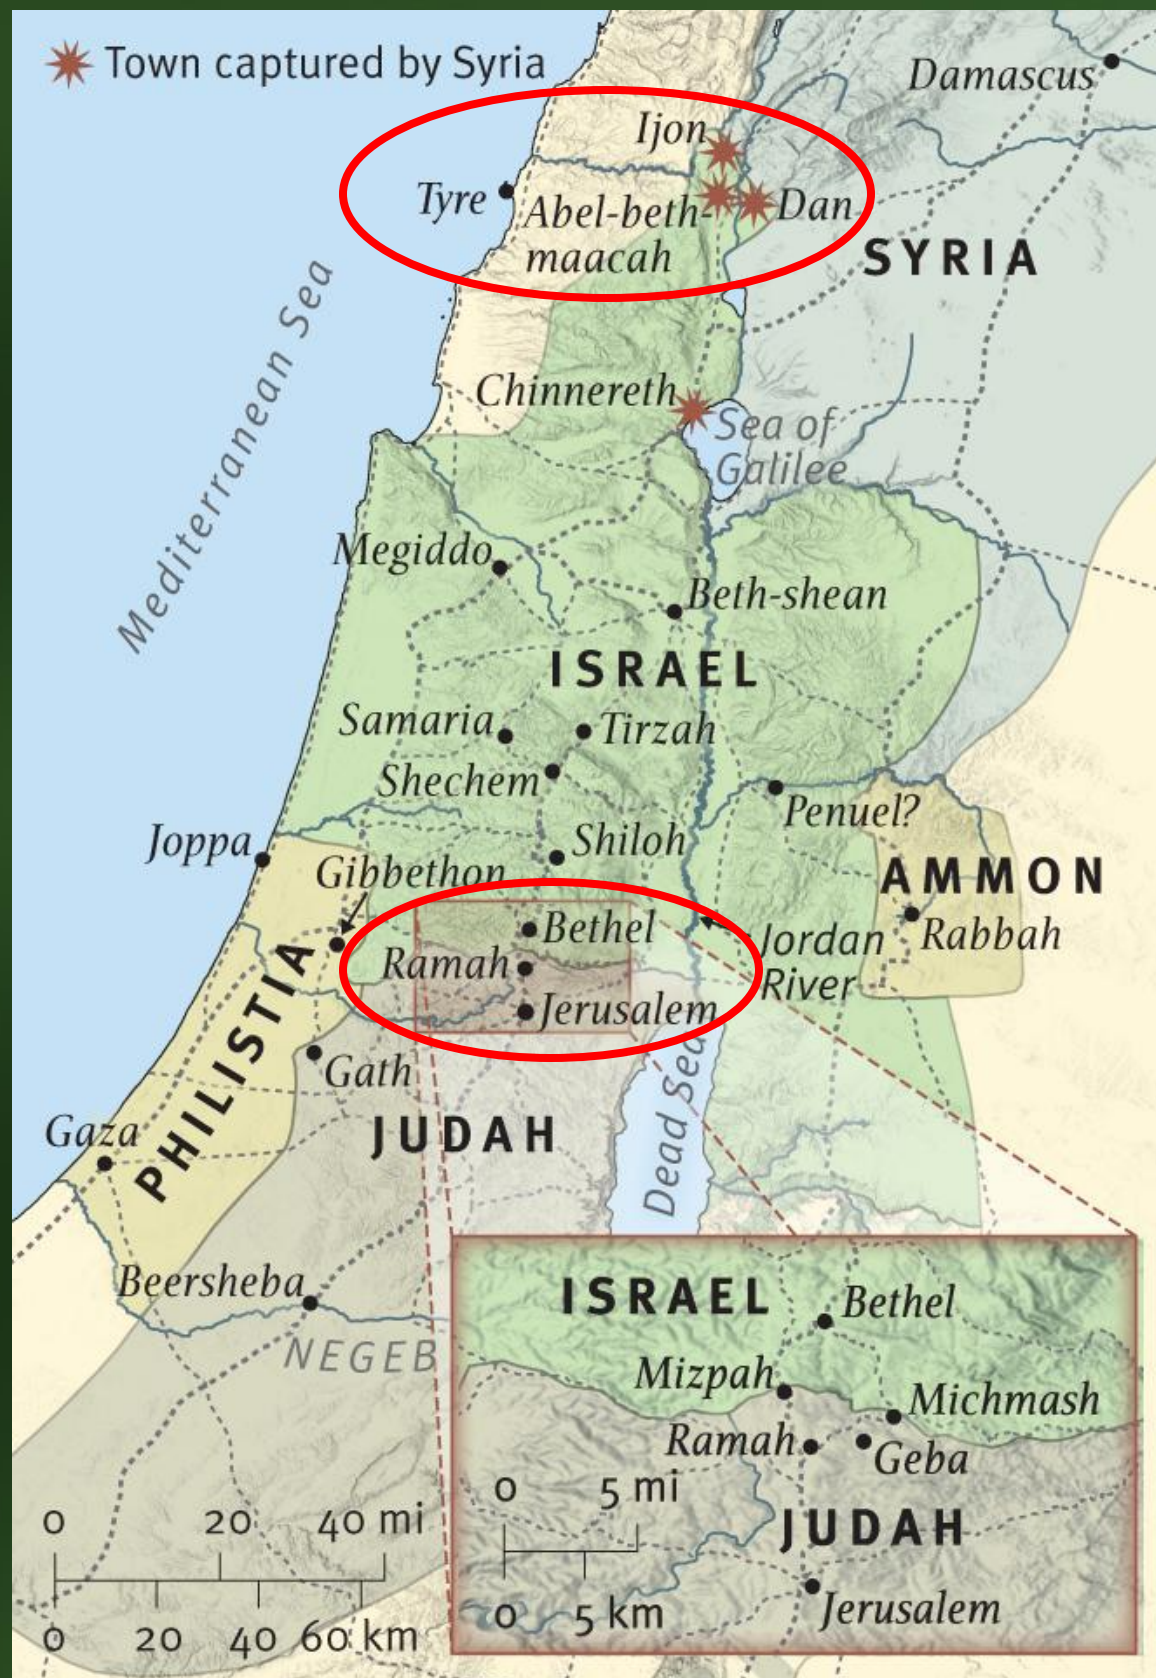 Town captured by Syria
Damascus
Ijon
Tyre
Abel-beth-
maacah
Dan
SYRIA
Mediterranean Sea
Chinnereth
Sea of
Galilee
Megiddo
Beth-shean
ISRAEL
Samaria
Tirzah
Shechem
Penuel?
Joppa
Shiloh
Gibbethon
AMMON
Bethel
Rabbah
Jordan
River
Ramah
Jerusalem
PHILISTIA
Gath
JUDAH
Gaza
Dead Sea
Beersheba
NEGEB
0 20 40 mi
0 20 40 60 km
ISRAEL
Bethel
Mizpah
Michmash
Ramah
Geba
0 5 mi
JUDAH
0 5 km
Jerusalem